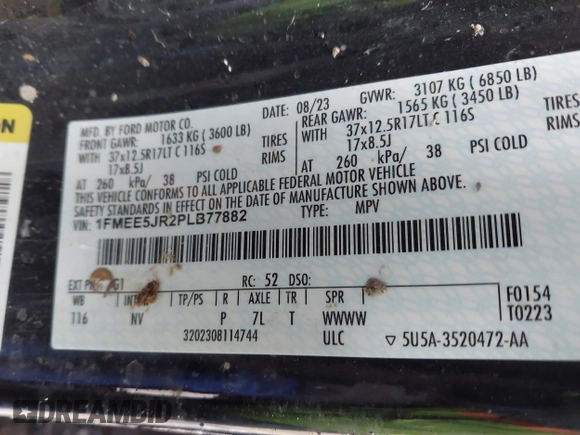 ON
MFD. BY FORD MOTOR CO.
08/23 GVWR: 3107 KG ( 6850 LB)
FRONT GAWR: 1633 KG ( 3600 LB)
REAR GAWR: 1565 KG ( 3450 LB)
WITH 37x12.5R17LT C 116S TIRES
WITH 37x12.5R17LT C 116S TIRES
17x8.5J RIMS
17x8.5J RIMS
AT 260 kPa/ 38 PSI COLD
AT 260 kPa/ 38 PSI COLD
THIS VEHICLE CONFORMS TO ALL APPLICABLE FEDERAL MOTOR VEHICLE
SAFETY STANDARDS IN EFFECT ON THE DATE OF MANUFACTURE SHOWN ABOVE.
VIN: 1FMEE5JR2PLB77882 TYPE: MPV
EXT G1 RC: 52 DSO:
WB TP/PS R AXLE TR SPR F0154
116 NV P 7L T WWWW T0223
3202308114744 ULC 5U5A-3520472-AA
DREAMBID